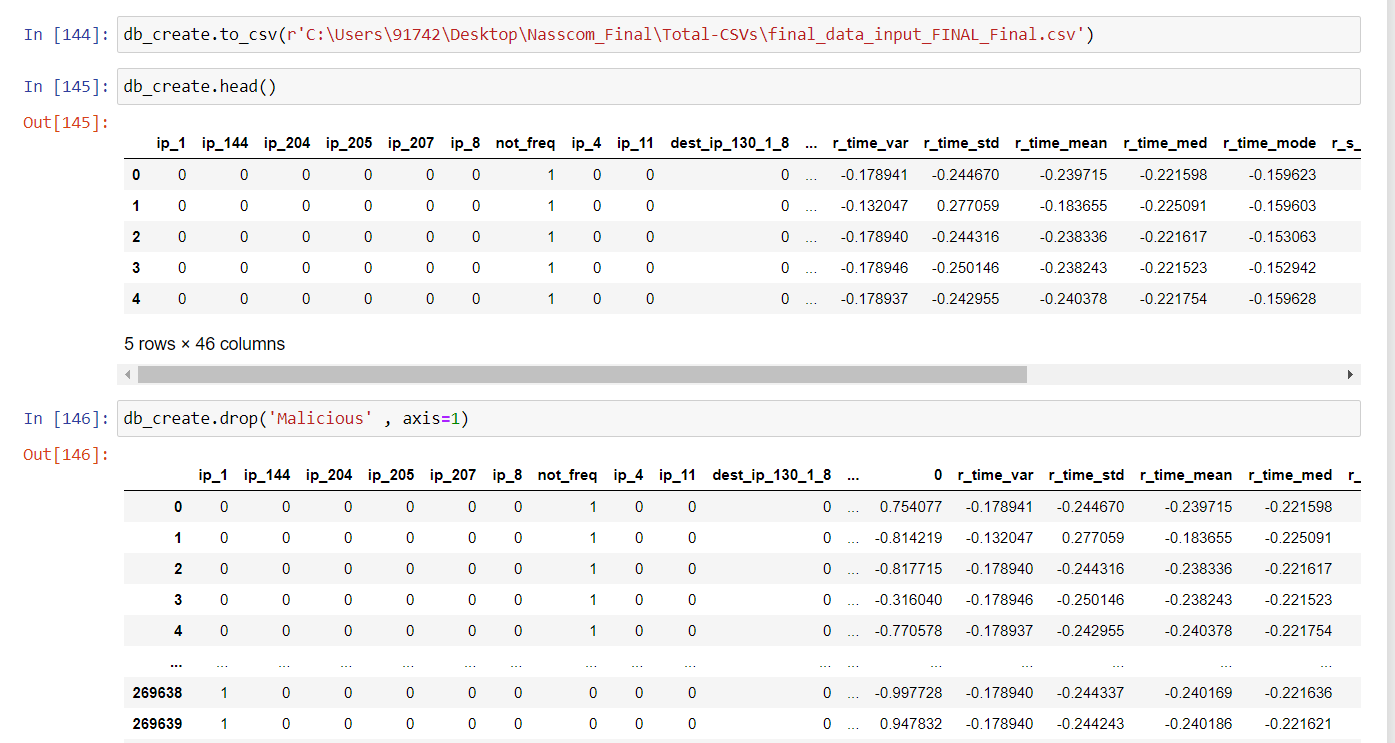 In [144]: db_create.to_csv(r'C:\Users\91742\Desktop\Nasscom_Final\Total-CSVs\final_data_input_FINAL_Final.csv')
In [145]: db_create.head()
Out[145]:
ip_1 ip_144 ip_204 ip_205 ip_207 ip_8 not_freq ip_4 ip_11 dest_ip_130_1_8 ... r_time_var r_time_std r_time_mean r_time_med r_time_mode r_s_
0 0 0 0 0 0 0 1 0 0 0 ... -0.178941 -0.244670 -0.239715 -0.221598 -0.159623
1 0 0 0 0 0 0 1 0 0 0 ... -0.132047 0.277059 -0.183655 -0.225091 -0.159603
2 0 0 0 0 0 0 1 0 0 0 ... -0.178940 -0.244316 -0.238336 -0.221617 -0.153063
3 0 0 0 0 0 0 1 0 0 0 ... -0.178946 -0.250146 -0.238243 -0.221523 -0.152942
4 0 0 0 0 0 0 1 0 0 0 ... -0.178937 -0.242955 -0.240378 -0.221754 -0.159628
5 rows × 46 columns
In [146]: db_create.drop('Malicious' , axis=1)
Out[146]:
ip_1 ip_144 ip_204 ip_205 ip_207 ip_8 not_freq ip_4 ip_11 dest_ip_130_1_8 ... 0 r_time_var r_time_std r_time_mean r_time_med r_
0 0 0 0 0 0 0 1 0 0 0 ... 0.754077 -0.178941 -0.244670 -0.239715 -0.221598
1 0 0 0 0 0 0 1 0 0 0 ... -0.814219 -0.132047 0.277059 -0.183655 -0.225091
2 0 0 0 0 0 0 1 0 0 0 ... -0.817715 -0.178940 -0.244316 -0.238336 -0.221617
3 0 0 0 0 0 0 1 0 0 0 ... -0.316040 -0.178946 -0.250146 -0.238243 -0.221523
4 0 0 0 0 0 0 1 0 0 0 ... -0.770578 -0.178937 -0.242955 -0.240378 -0.221754
... ... ... ... ... ... ... ... ... ... ... ... ... ... ... ... ...
269638 1 0 0 0 0 0 0 0 0 0 ... -0.997728 -0.178940 -0.244337 -0.240169 -0.221636
269639 1 0 0 0 0 0 0 0 0 0 ... 0.947832 -0.178940 -0.244243 -0.240186 -0.221621